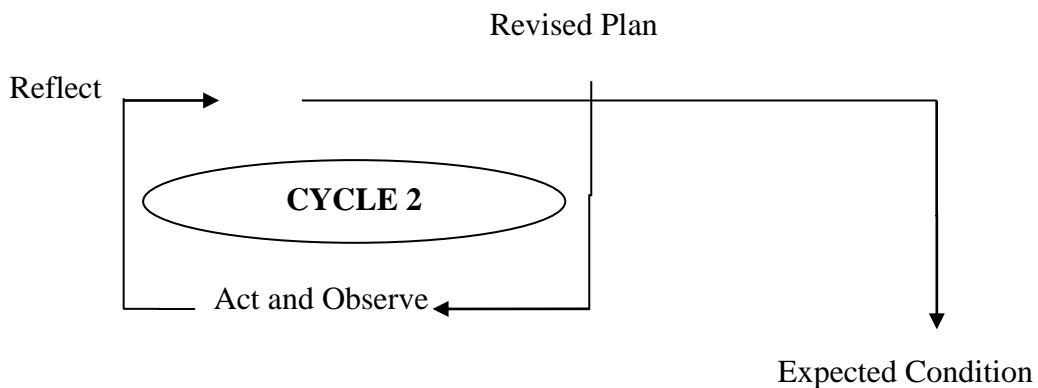 Revised Plan
Reflect
CYCLE 2
Act and Observe
Expected Condition